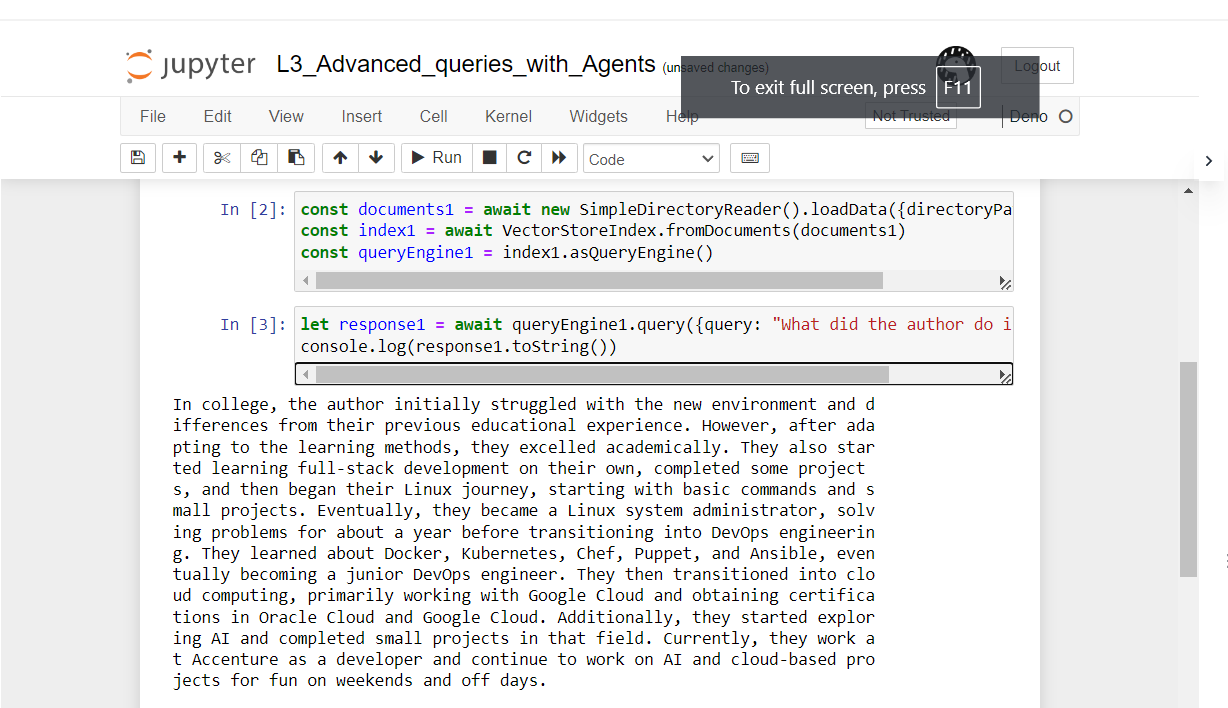 jupyter L3_Advanced_queries_with_Agents (unsaved changes) Logout
To exit full screen, press F11
File Edit View Insert Cell Kernel Widgets Help Not Trusted Deno
Run Code
In [2]: const documents1 = await new SimpleDirectoryReader().loadData({directoryPa
const index1 = await VectorStoreIndex.fromDocuments(documents1)
const queryEngine1 = index1.asQueryEngine()
In [3]: let response1 = await queryEngine1.query({query: "What did the author do i
console.log(response1.toString())
In college, the author initially struggled with the new environment and d
ifferences from their previous educational experience. However, after ada
pting to the learning methods, they excelled academically. They also star
ted learning full-stack development on their own, completed some project
s, and then began their Linux journey, starting with basic commands and s
mall projects. Eventually, they became a Linux system administrator, solv
ing problems for about a year before transitioning into DevOps engineerin
g. They learned about Docker, Kubernetes, Chef, Puppet, and Ansible, even
tually becoming a junior DevOps engineer. They then transitioned into clo
ud computing, primarily working with Google Cloud and obtaining certifica
tions in Oracle Cloud and Google Cloud. Additionally, they started explor
ing AI and completed small projects in that field. Currently, they work a
t Accenture as a developer and continue to work on AI and cloud-based pro
jects for fun on weekends and off days.